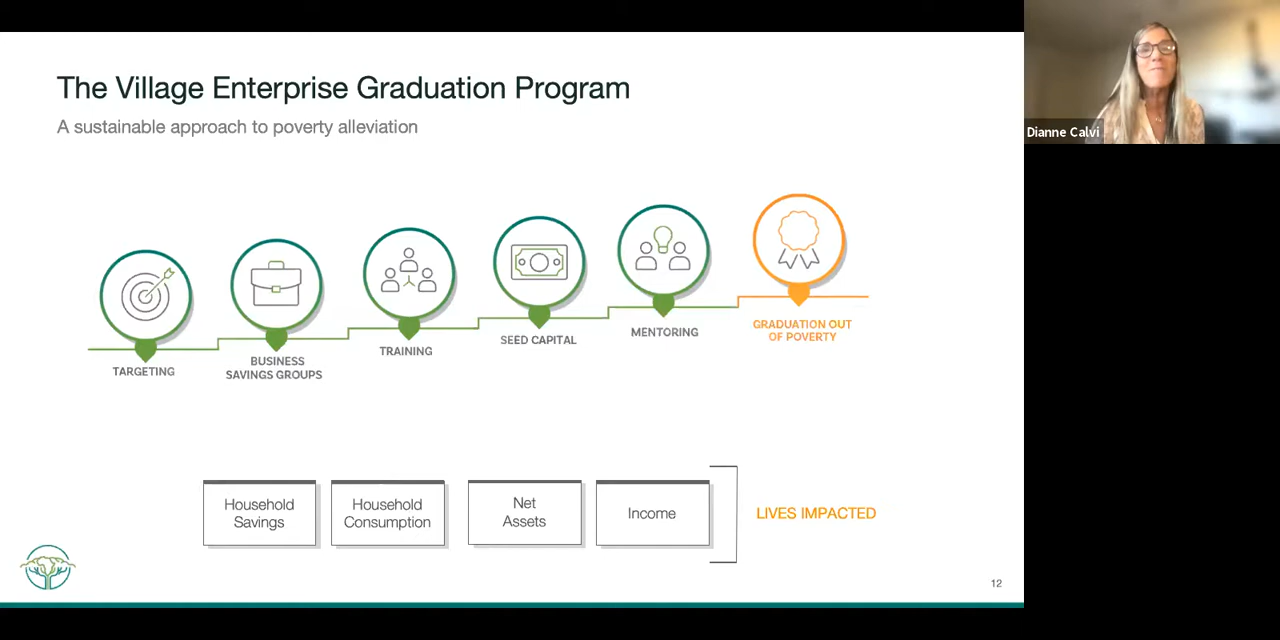 The Village Enterprise Graduation Program
A sustainable approach to poverty alleviation
Dianne Calvi
TARGETING
BUSINESS
SAVINGS GROUPS
TRAINING
SEED CAPITAL
MENTORING
GRADUATION OUT
OF POVERTY
Household
Savings
Household
Consumption
Net
Assets
Income
LIVES IMPACTED
12